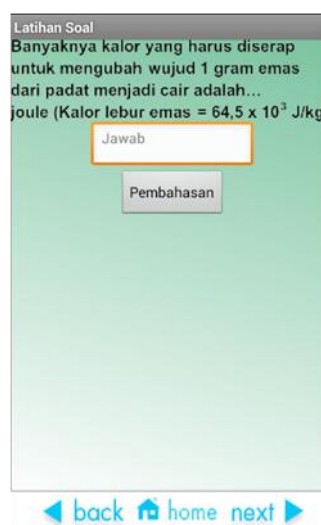 Latihan Soal
Banyaknya kalor yang harus diserap
untuk mengubah wujud 1 gram emas
dari padat menjadi cair adalah...
joule (Kalor lebur emas = 64,5 x 10³ J/kg
Jawab
Pembahasan
back home next